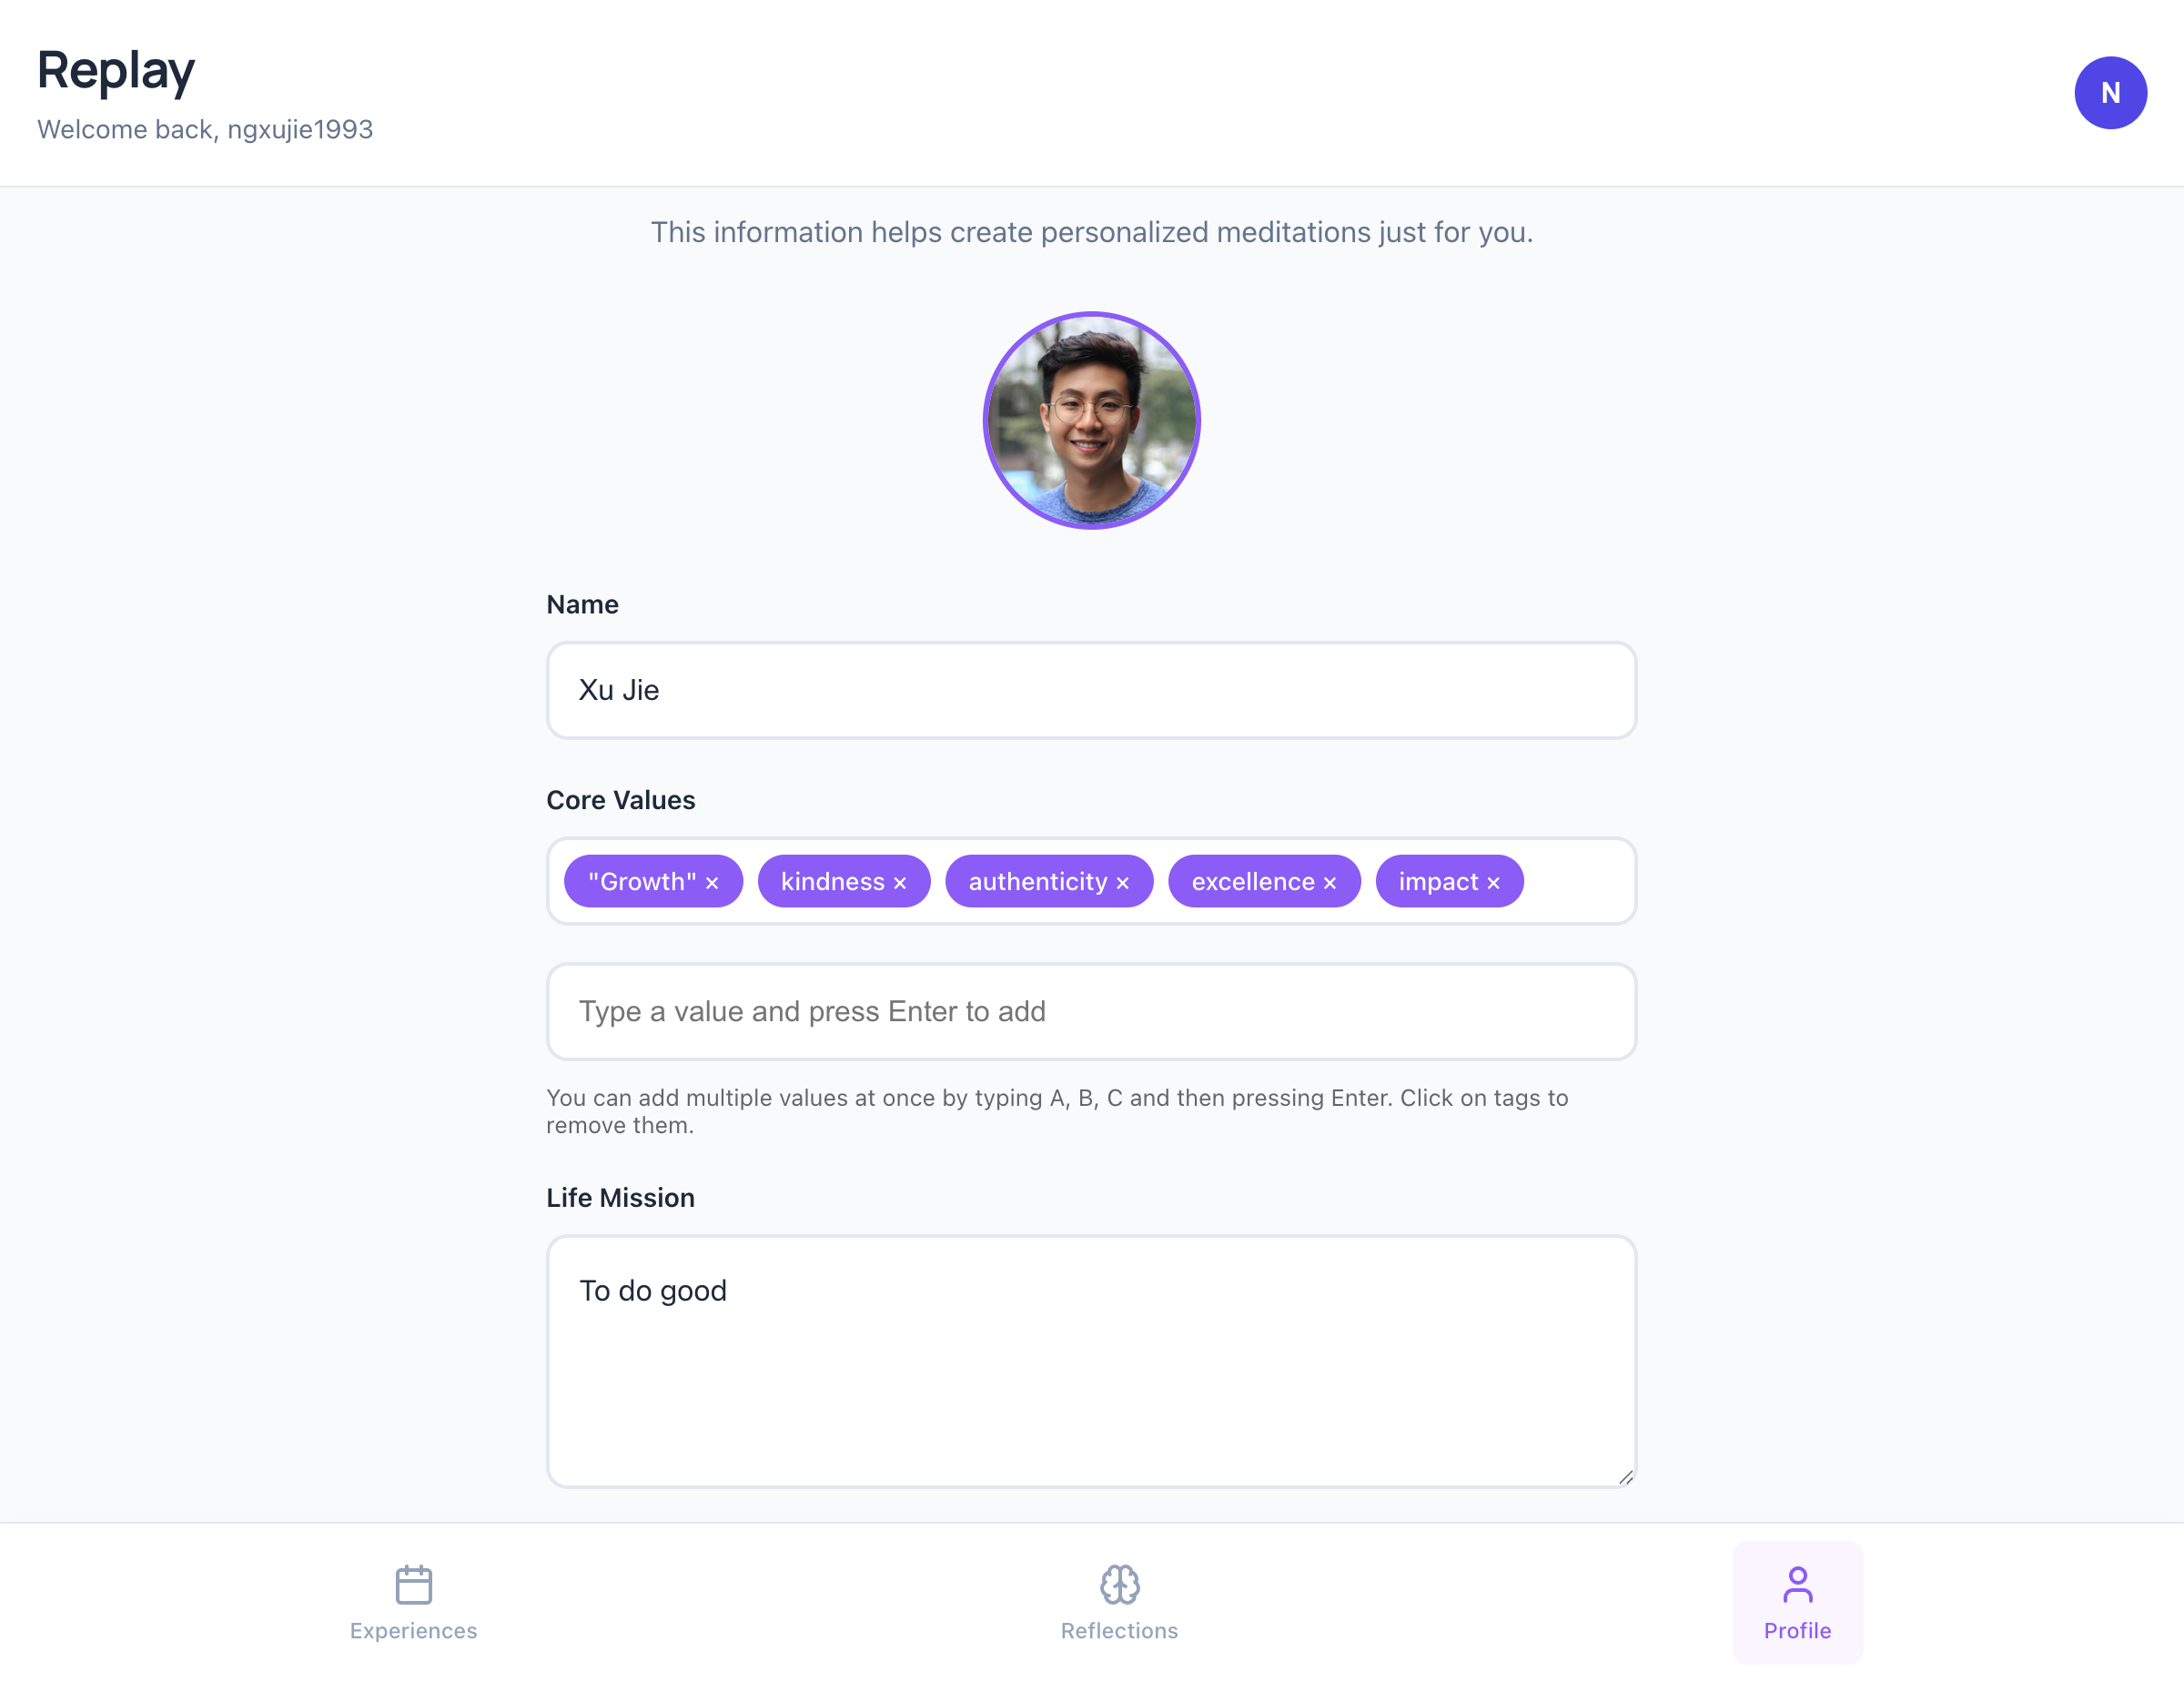 Replay
Welcome back, ngxujie1993
N
This information helps create personalized meditations just for you.
Name
Xu Jie
Core Values
"Growth" × kindness × authenticity × excellence × impact ×
Type a value and press Enter to add
You can add multiple values at once by typing A, B, C and then pressing Enter. Click on tags to
remove them.
Life Mission
To do good
Experiences
Reflections
Profile